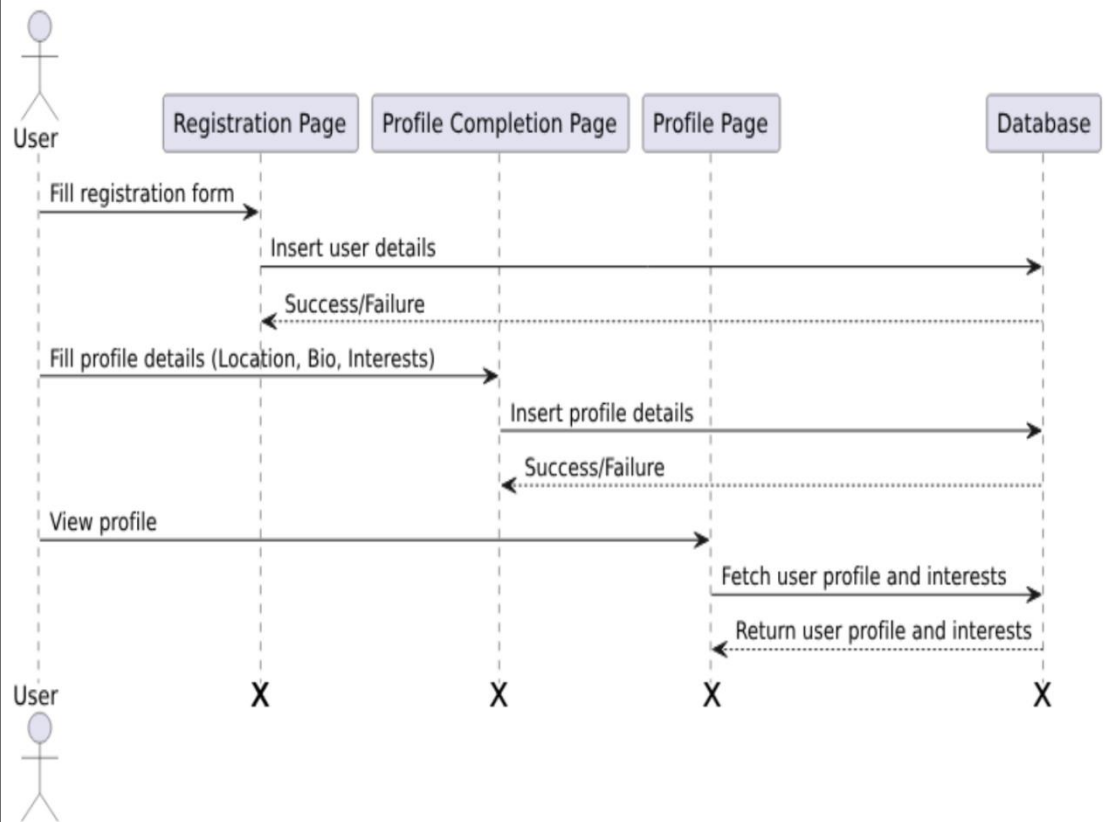 User
Registration Page
Profile Completion Page
Profile Page
Database
Fill registration form
Insert user details
Success/Failure
Fill profile details (Location, Bio, Interests)
Insert profile details
Success/Failure
View profile
Fetch user profile and interests
Return user profile and interests
User
X
X
X
X